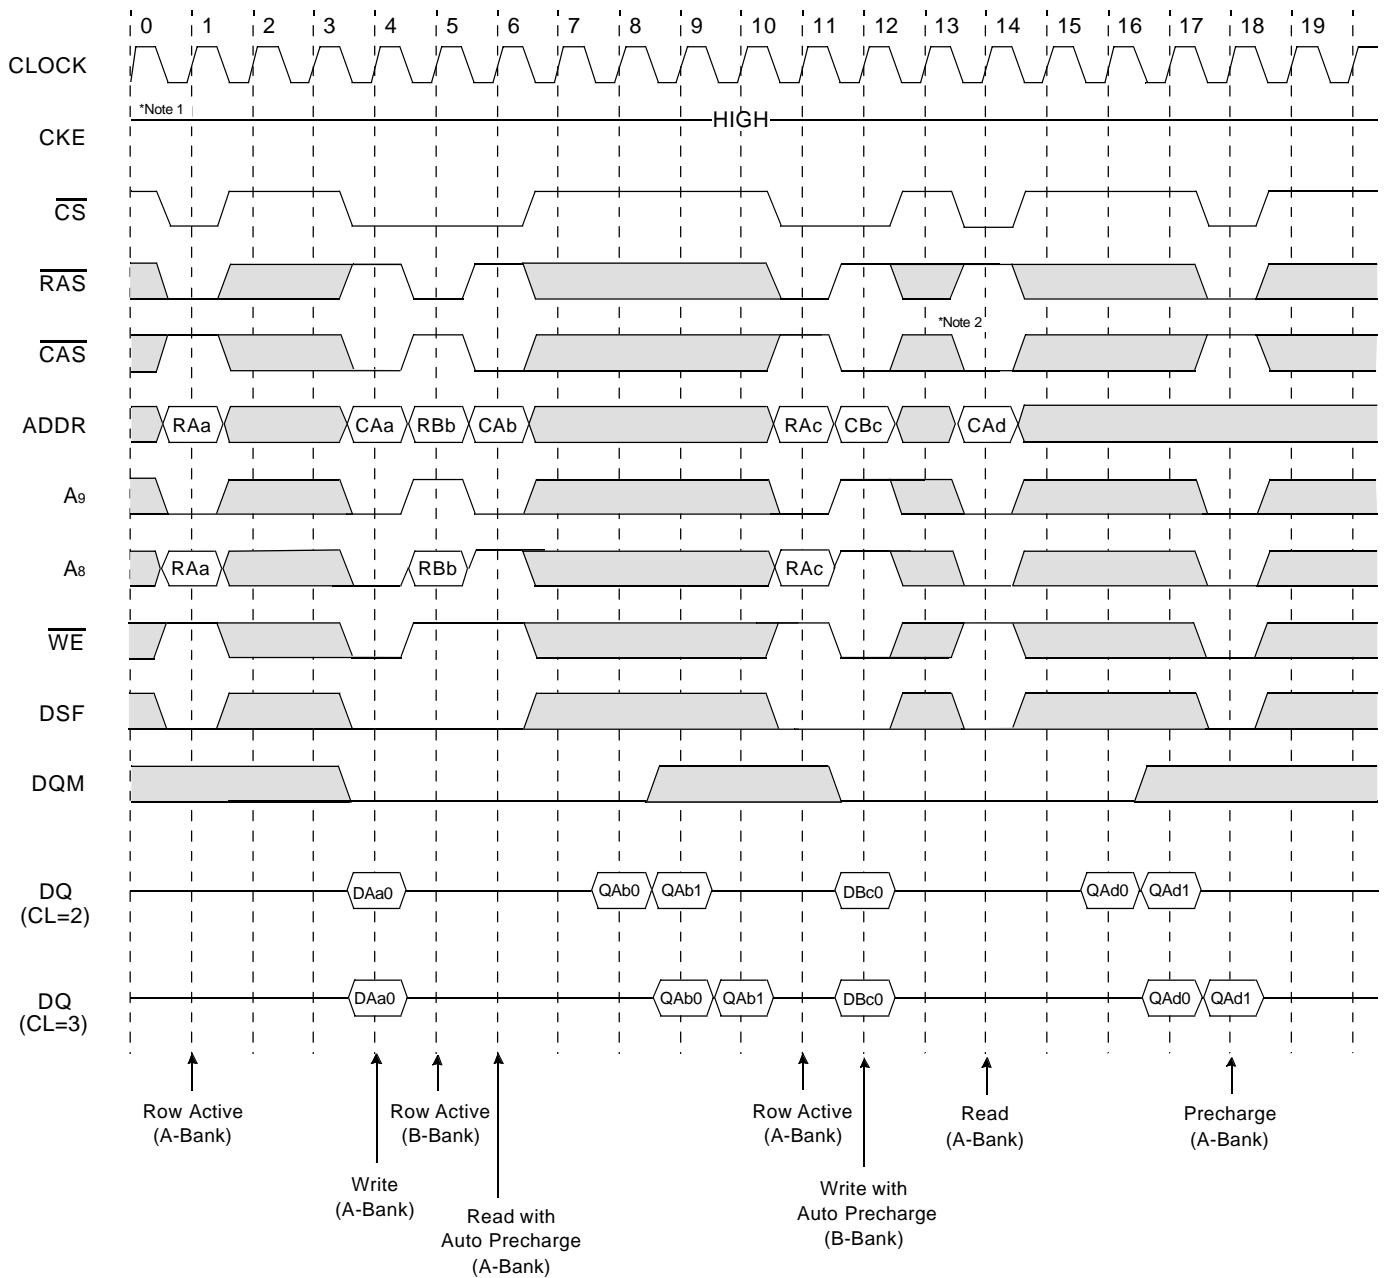 0 1 2 3 4 5 6 7 8 9 10 11 12 13 14 15 16 17 18 19
CLOCK
*Note 1
HIGH
CKE
CS
RAS
*Note 2
CAS
ADDR RAa CAa RBb CAb RAc CBc CAd
A9
A8 RAa RBb RAc
WE
DSF
DQM
DQ
(CL=2)
DAa0 QAb0 QAb1 DBc0 QAd0 QAd1
DQ
(CL=3)
DAa0 QAb0 QAb1 DBc0 QAd0 QAd1
Row Active
(A-Bank)
Write
(A-Bank)
Row Active
(B-Bank)
Read with
Auto Precharge
(A-Bank)
Row Active
(A-Bank)
Write with
Auto Precharge
(B-Bank)
Read
(A-Bank)
Precharge
(A-Bank)